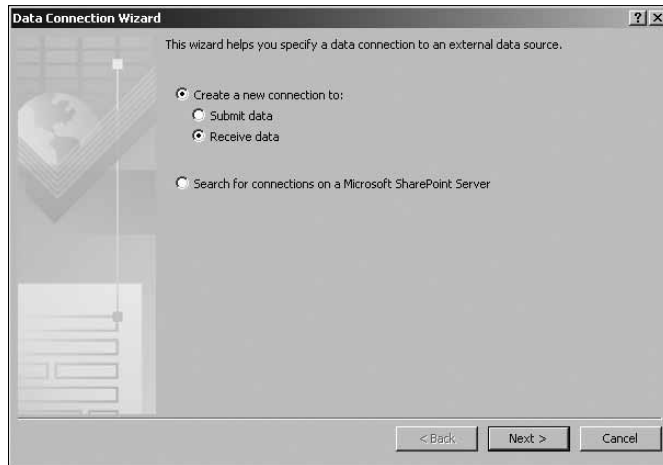 Data Connection Wizard
? X
This wizard helps you specify a data connection to an external data source.
Create a new connection to:
Submit data
Receive data
Search for connections on a Microsoft SharePoint Server
< Back Next > Cancel